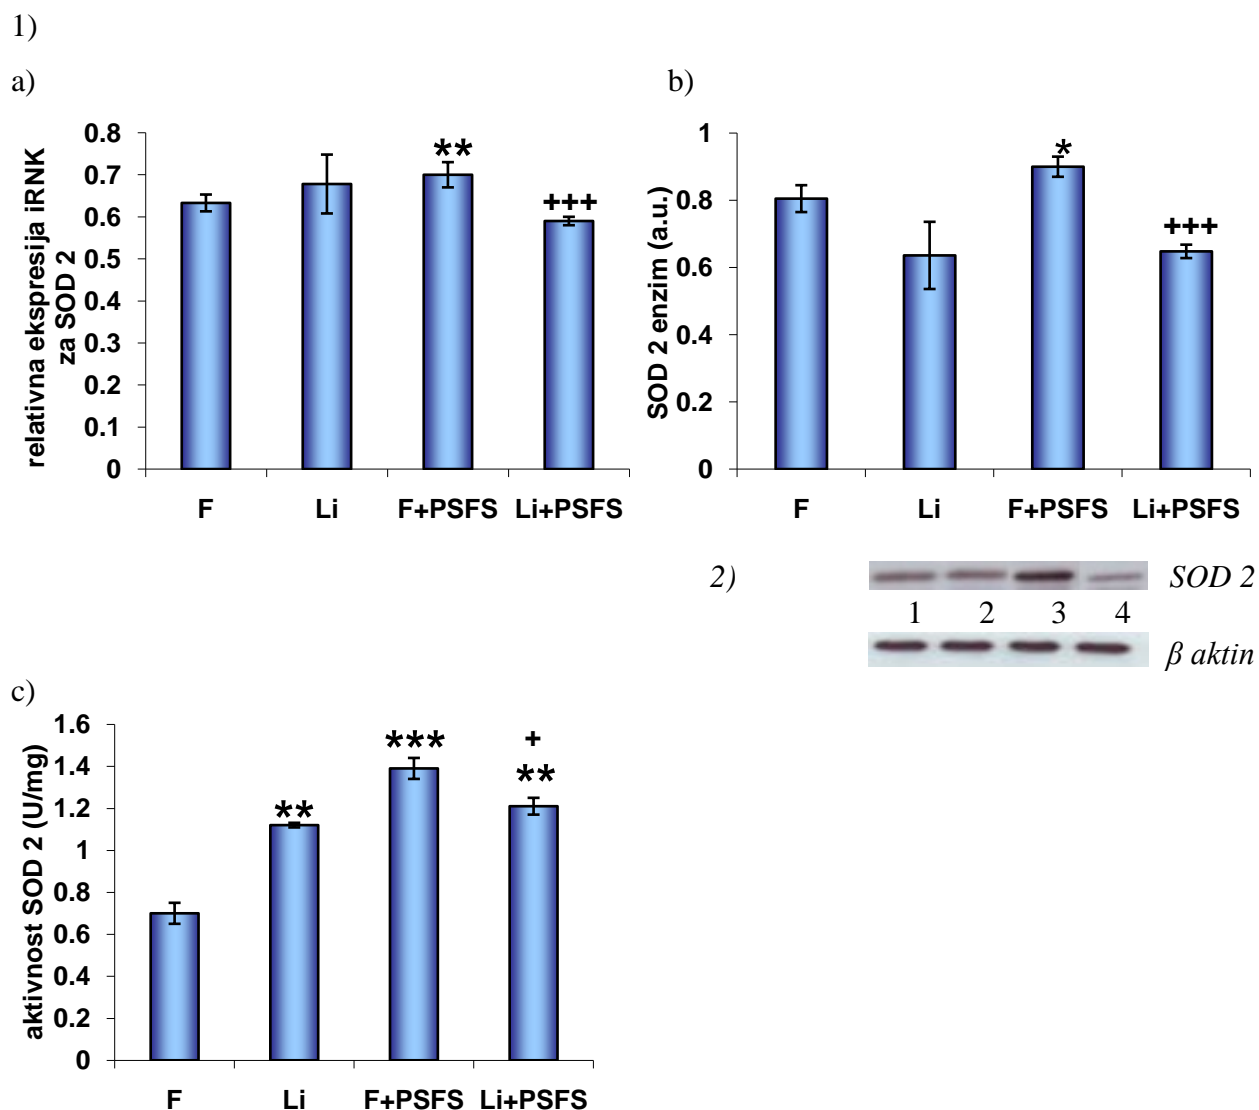 1)
a)
relativna ekspresija iRNK
za SOD 2
0.8
0.7
0.6
0.5
0.4
0.3
0.2
0.1
0
**
+++
F Li F+PSFS Li+PSFS
b)
SOD 2 enzim (a.u.)
1
0.8
0.6
0.4
0.2
0
*
+++
F Li F+PSFS Li+PSFS
2)
SOD 2
1 2 3 4
β aktin
c)
aktivnost SOD 2 (U/mg)
1.6
1.4
1.2
1
0.8
0.6
0.4
0.2
0
**
***
+
**
F Li F+PSFS Li+PSFS